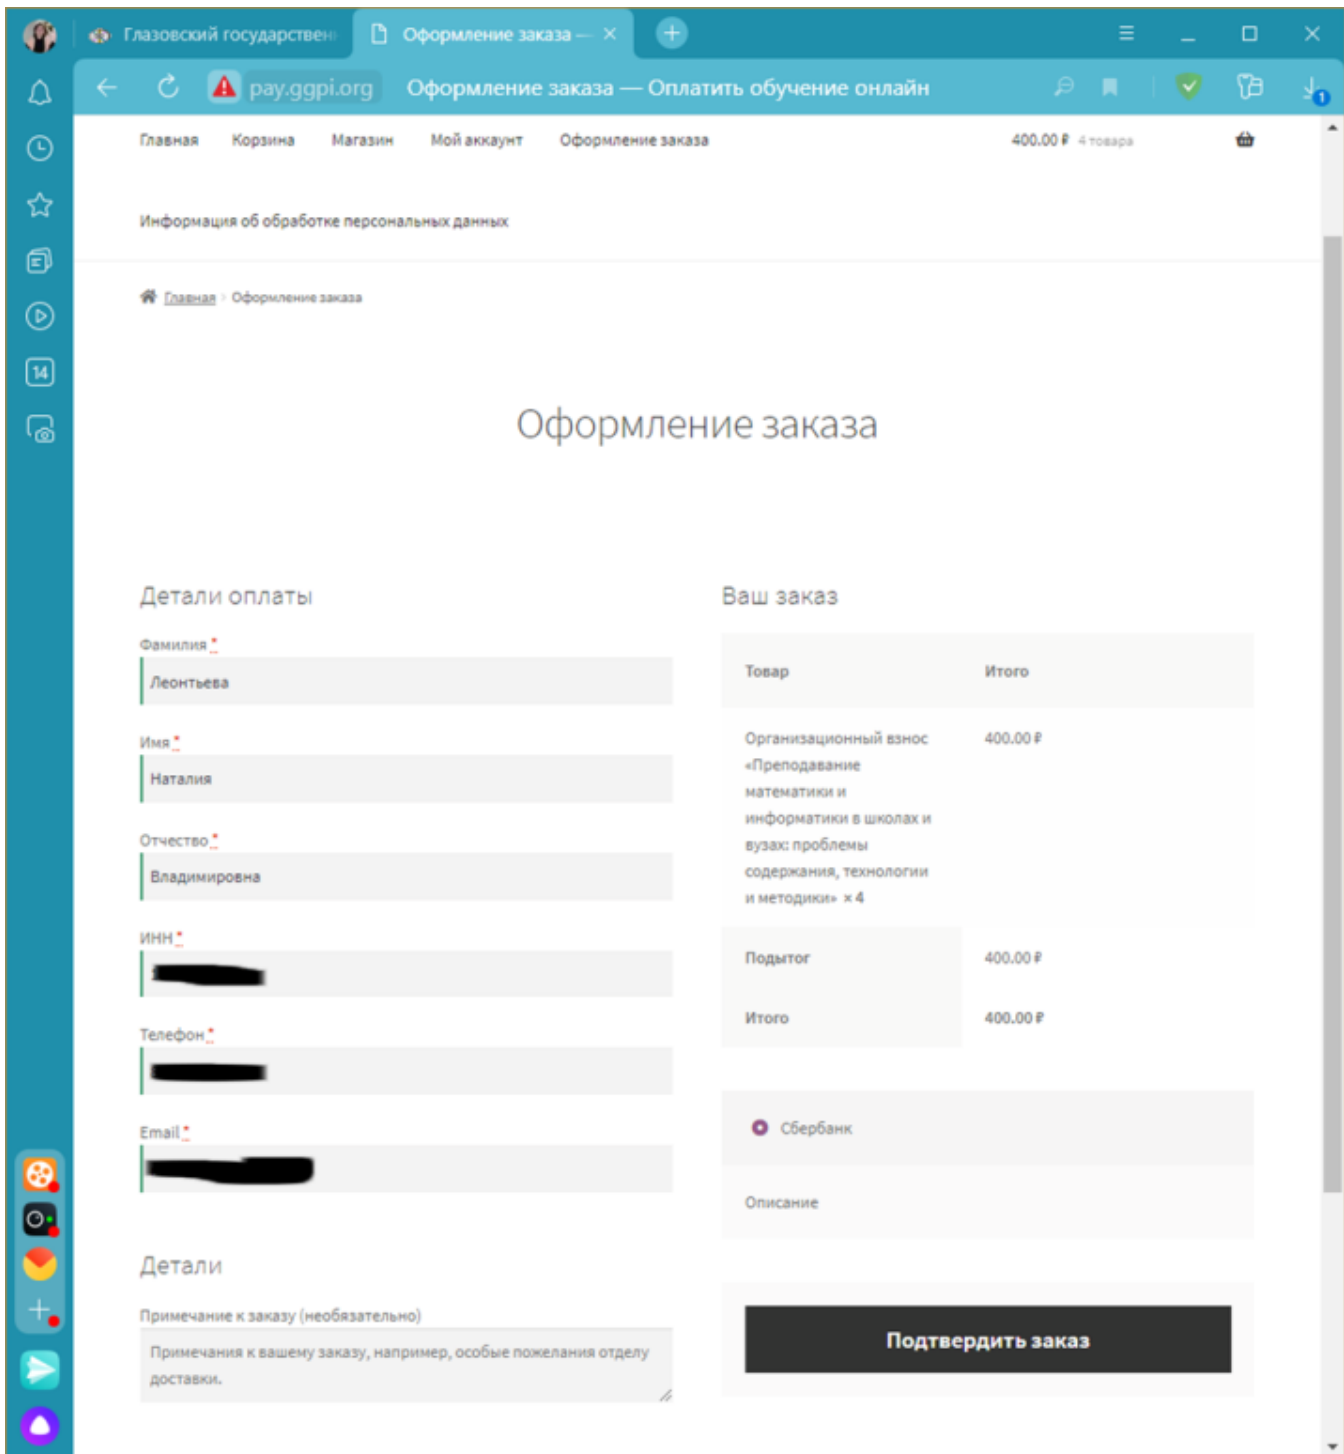 Глазовский государствен
Оформление заказа —
pay.ggpi.org
Оформление заказа — Оплатить обучение онлайн
1
Главная
Корзина
Магазин
Мой аккаунт
Оформление заказа
400.00 ₽ 4 товара
Информация об обработке персональных данных
Главная › Оформление заказа
14
Оформление заказа
Детали оплаты
Фамилия *
Леонтьева
Имя *
Наталия
Отчество *
Владимировна
ИНН *
Телефон *
Email *
Детали
Примечание к заказу (необязательно)
Примечания к вашему заказу, например, особые пожелания отделу
доставки.
Ваш заказ
Товар
Итого
Организационный взнос
«Преподавание
математики и
информатики в школах и
вузах: проблемы
содержания, технологии
и методики» × 4
400.00 ₽
Подытог
400.00 ₽
Итого
400.00 ₽
Сбербанк
Описание
Подтвердить заказ